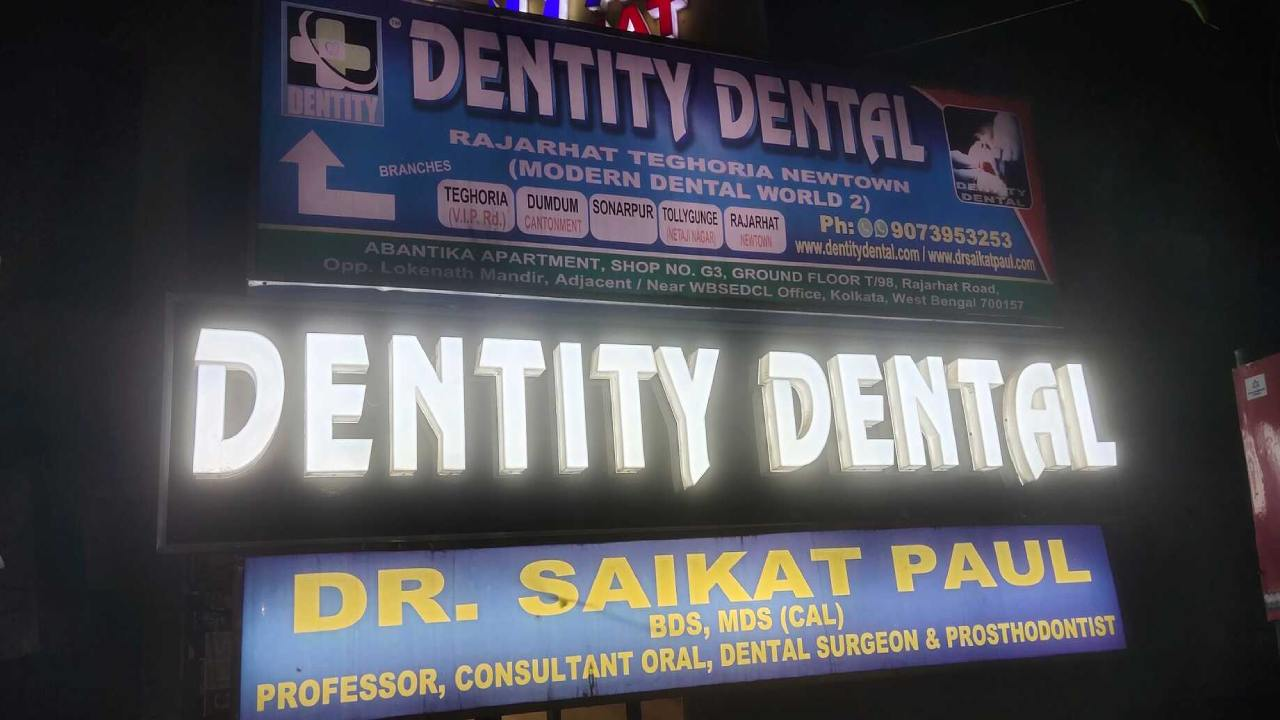 DENTITY
TM
DENTITY DENTAL
RAJARHAT TEGHORIA NEWTOWN
(MODERN DENTAL WORLD 2)
BRANCHES
TEGHORIA
(V.I.P. Rd.)
DUMDUM
CANTONMENT
SONARPUR
TOLLYGUNGE
(NETAJI NAGAR)
RAJARHAT
NEWTOWN
DENTITY
DENTAL
Ph: 9073953253
www.dentitydental.com | www.drsaikatpaul.com
ABANTIKA APARTMENT, SHOP NO. G3, GROUND FLOOR T/98, Rajarhat Road,
Opp. Lokenath Mandir, Adjacent / Near WBSEDCL Office, Kolkata, West Bengal 700157
DENTITY DENTAL
DR. SAIKAT PAUL
BDS, MDS (CAL)
PROFESSOR, CONSULTANT ORAL, DENTAL SURGEON & PROSTHODONTIST